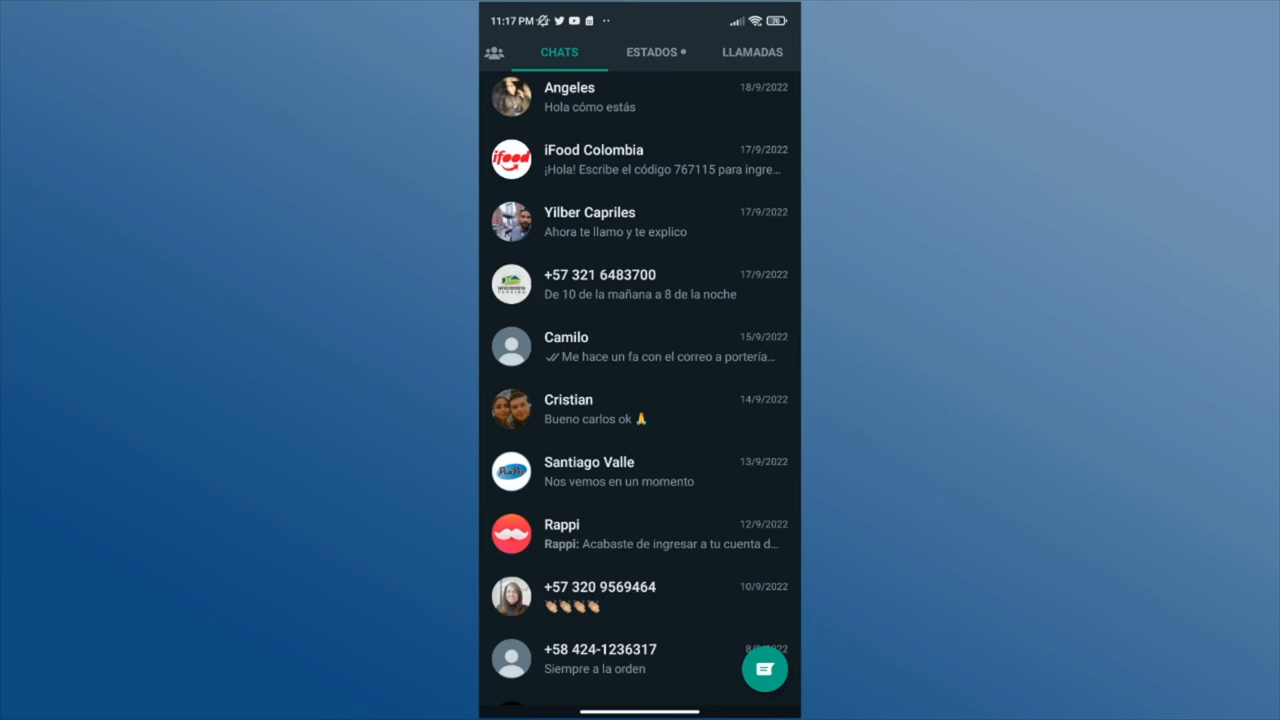 11:17 PM
70
CHATS
ESTADOS
LLAMADAS
Angeles
18/9/2022
Hola cómo estás
ifood
iFood Colombia
17/9/2022
¡Hola! Escribe el código 767115 para ingre...
Yilber Capriles
17/9/2022
Ahora te llamo y te explico
unicentro
+57 321 6483700
17/9/2022
De 10 de la mañana a 8 de la noche
Camilo
15/9/2022
Me hace un fa con el correo a portería...
Cristian
14/9/2022
Bueno carlos ok 🙏
Santiago Valle
13/9/2022
Nos vemos en un momento
Rappi
12/9/2022
Rappi: Acabaste de ingresar a tu cuenta d...
+57 320 9569464
10/9/2022
👏🏼👏🏼👏🏼👏🏼
+58 424-1236317
Siempre a la orden